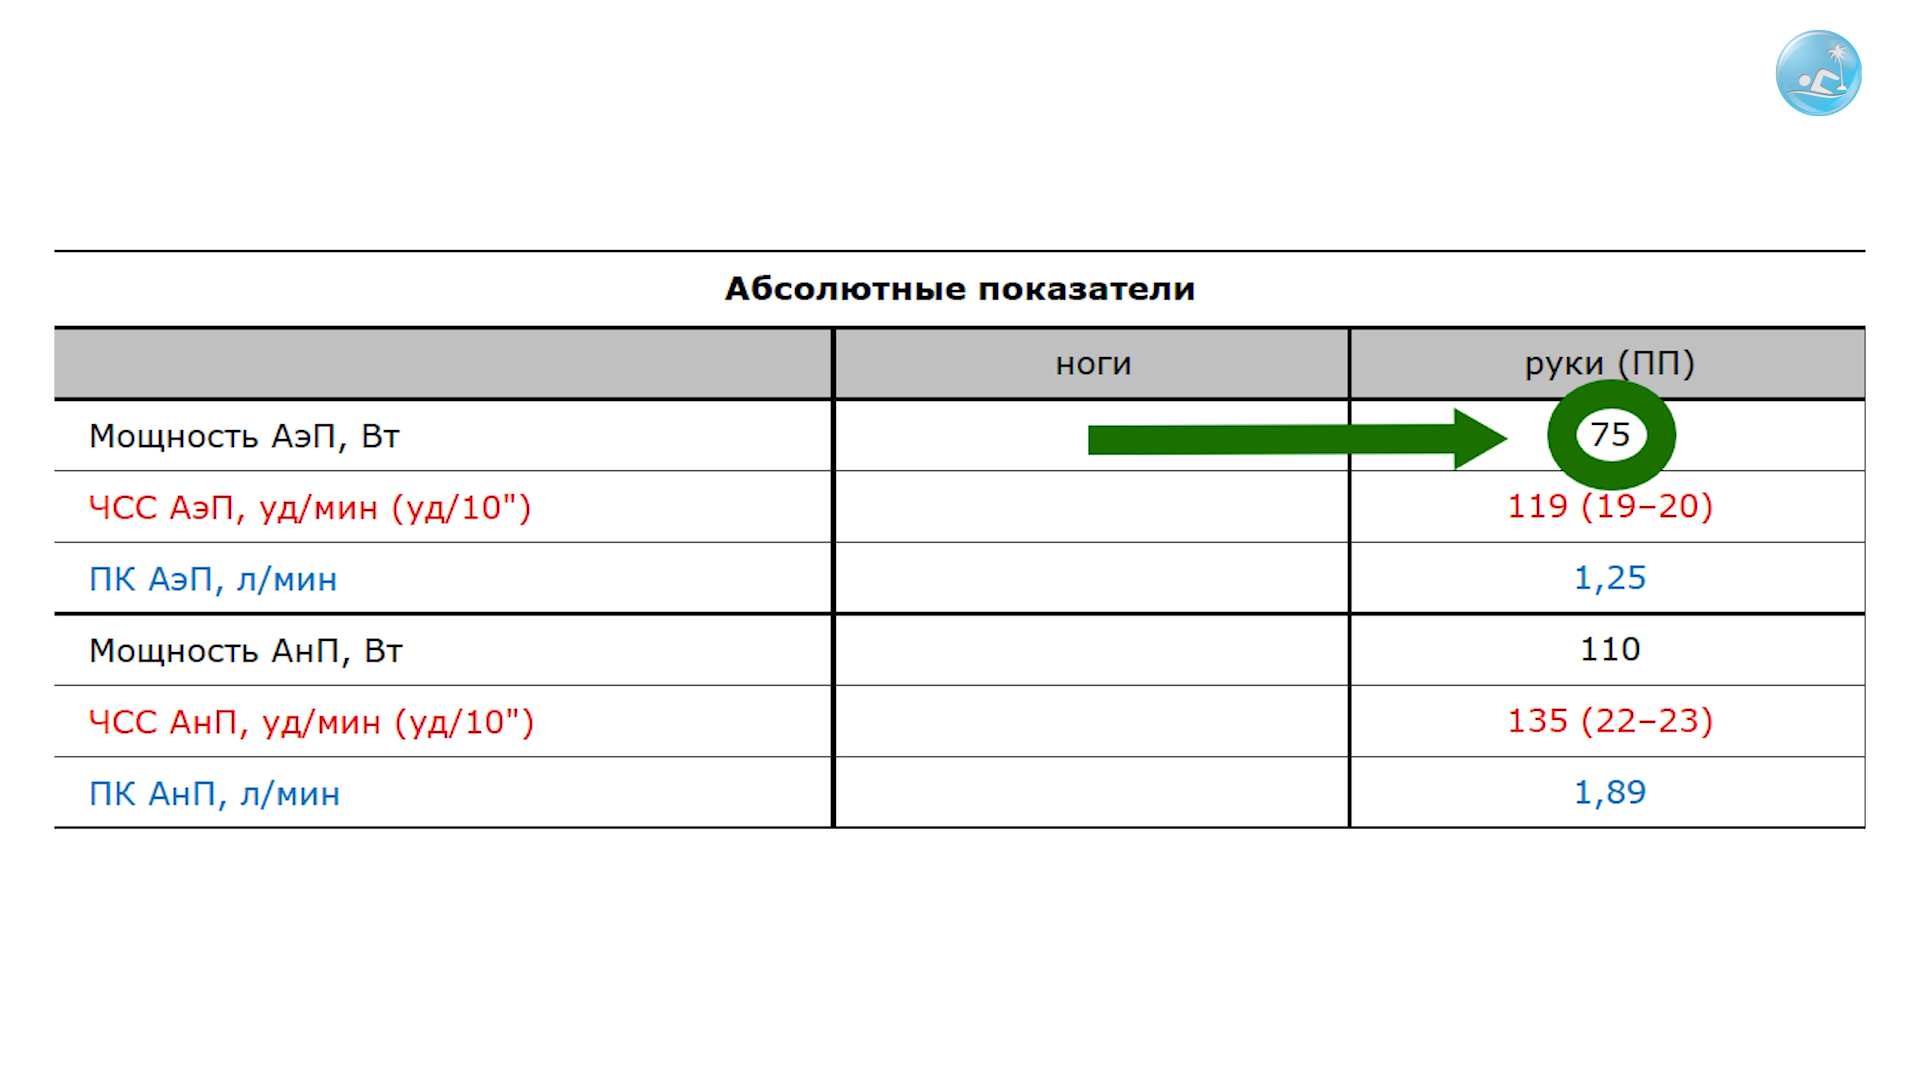 Абсолютные показатели
ноги руки (ПП)
Мощность АэП, Вт 75
ЧСС АэП, уд/мин (уд/10") 119 (19–20)
ПК АэП, л/мин 1,25
Мощность АнП, Вт 110
ЧСС АнП, уд/мин (уд/10") 135 (22–23)
ПК АнП, л/мин 1,89